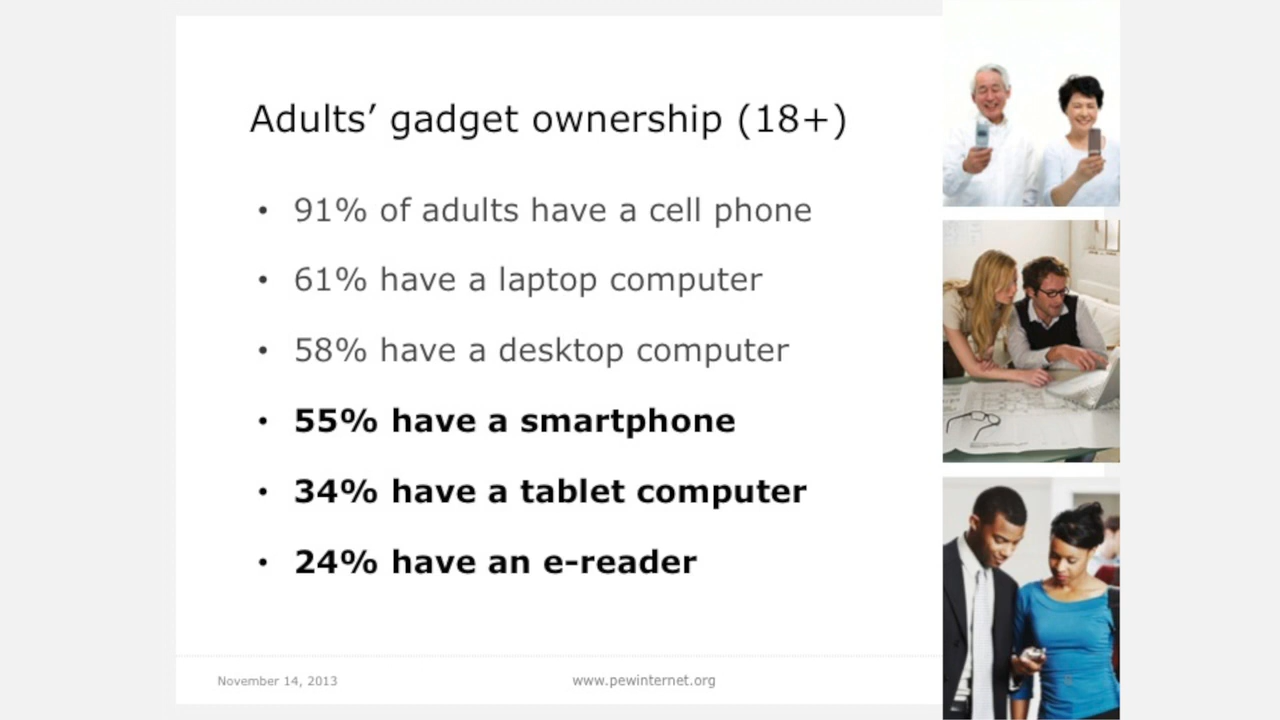 Adults’ gadget ownership (18+)
• 91% of adults have a cell phone
• 61% have a laptop computer
• 58% have a desktop computer
• 55% have a smartphone
• 34% have a tablet computer
• 24% have an e-reader
November 14, 2013
www.pewinternet.org